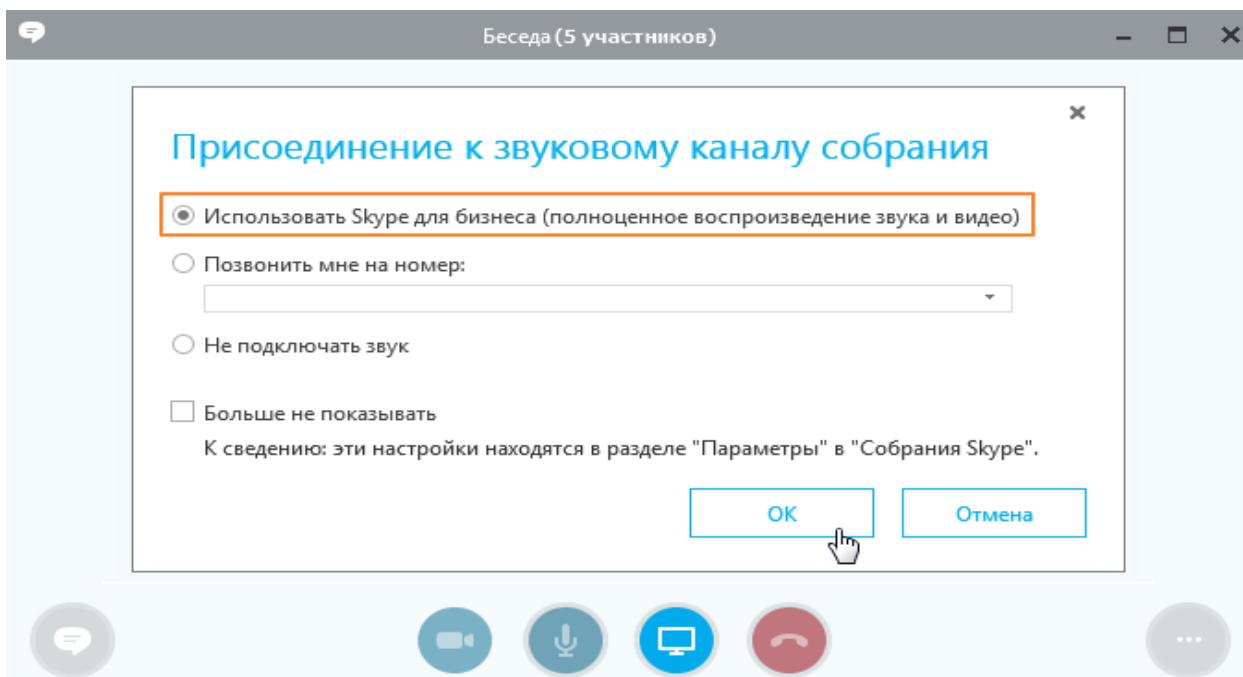 Беседа (5 участников)
Присоединение к звуковому каналу собрания
Использовать Skype для бизнеса (полноценное воспроизведение звука и видео)
Позвонить мне на номер:
Не подключать звук
Больше не показывать
К сведению: эти настройки находятся в разделе "Параметры" в "Собрания Skype".
ОК Отмена